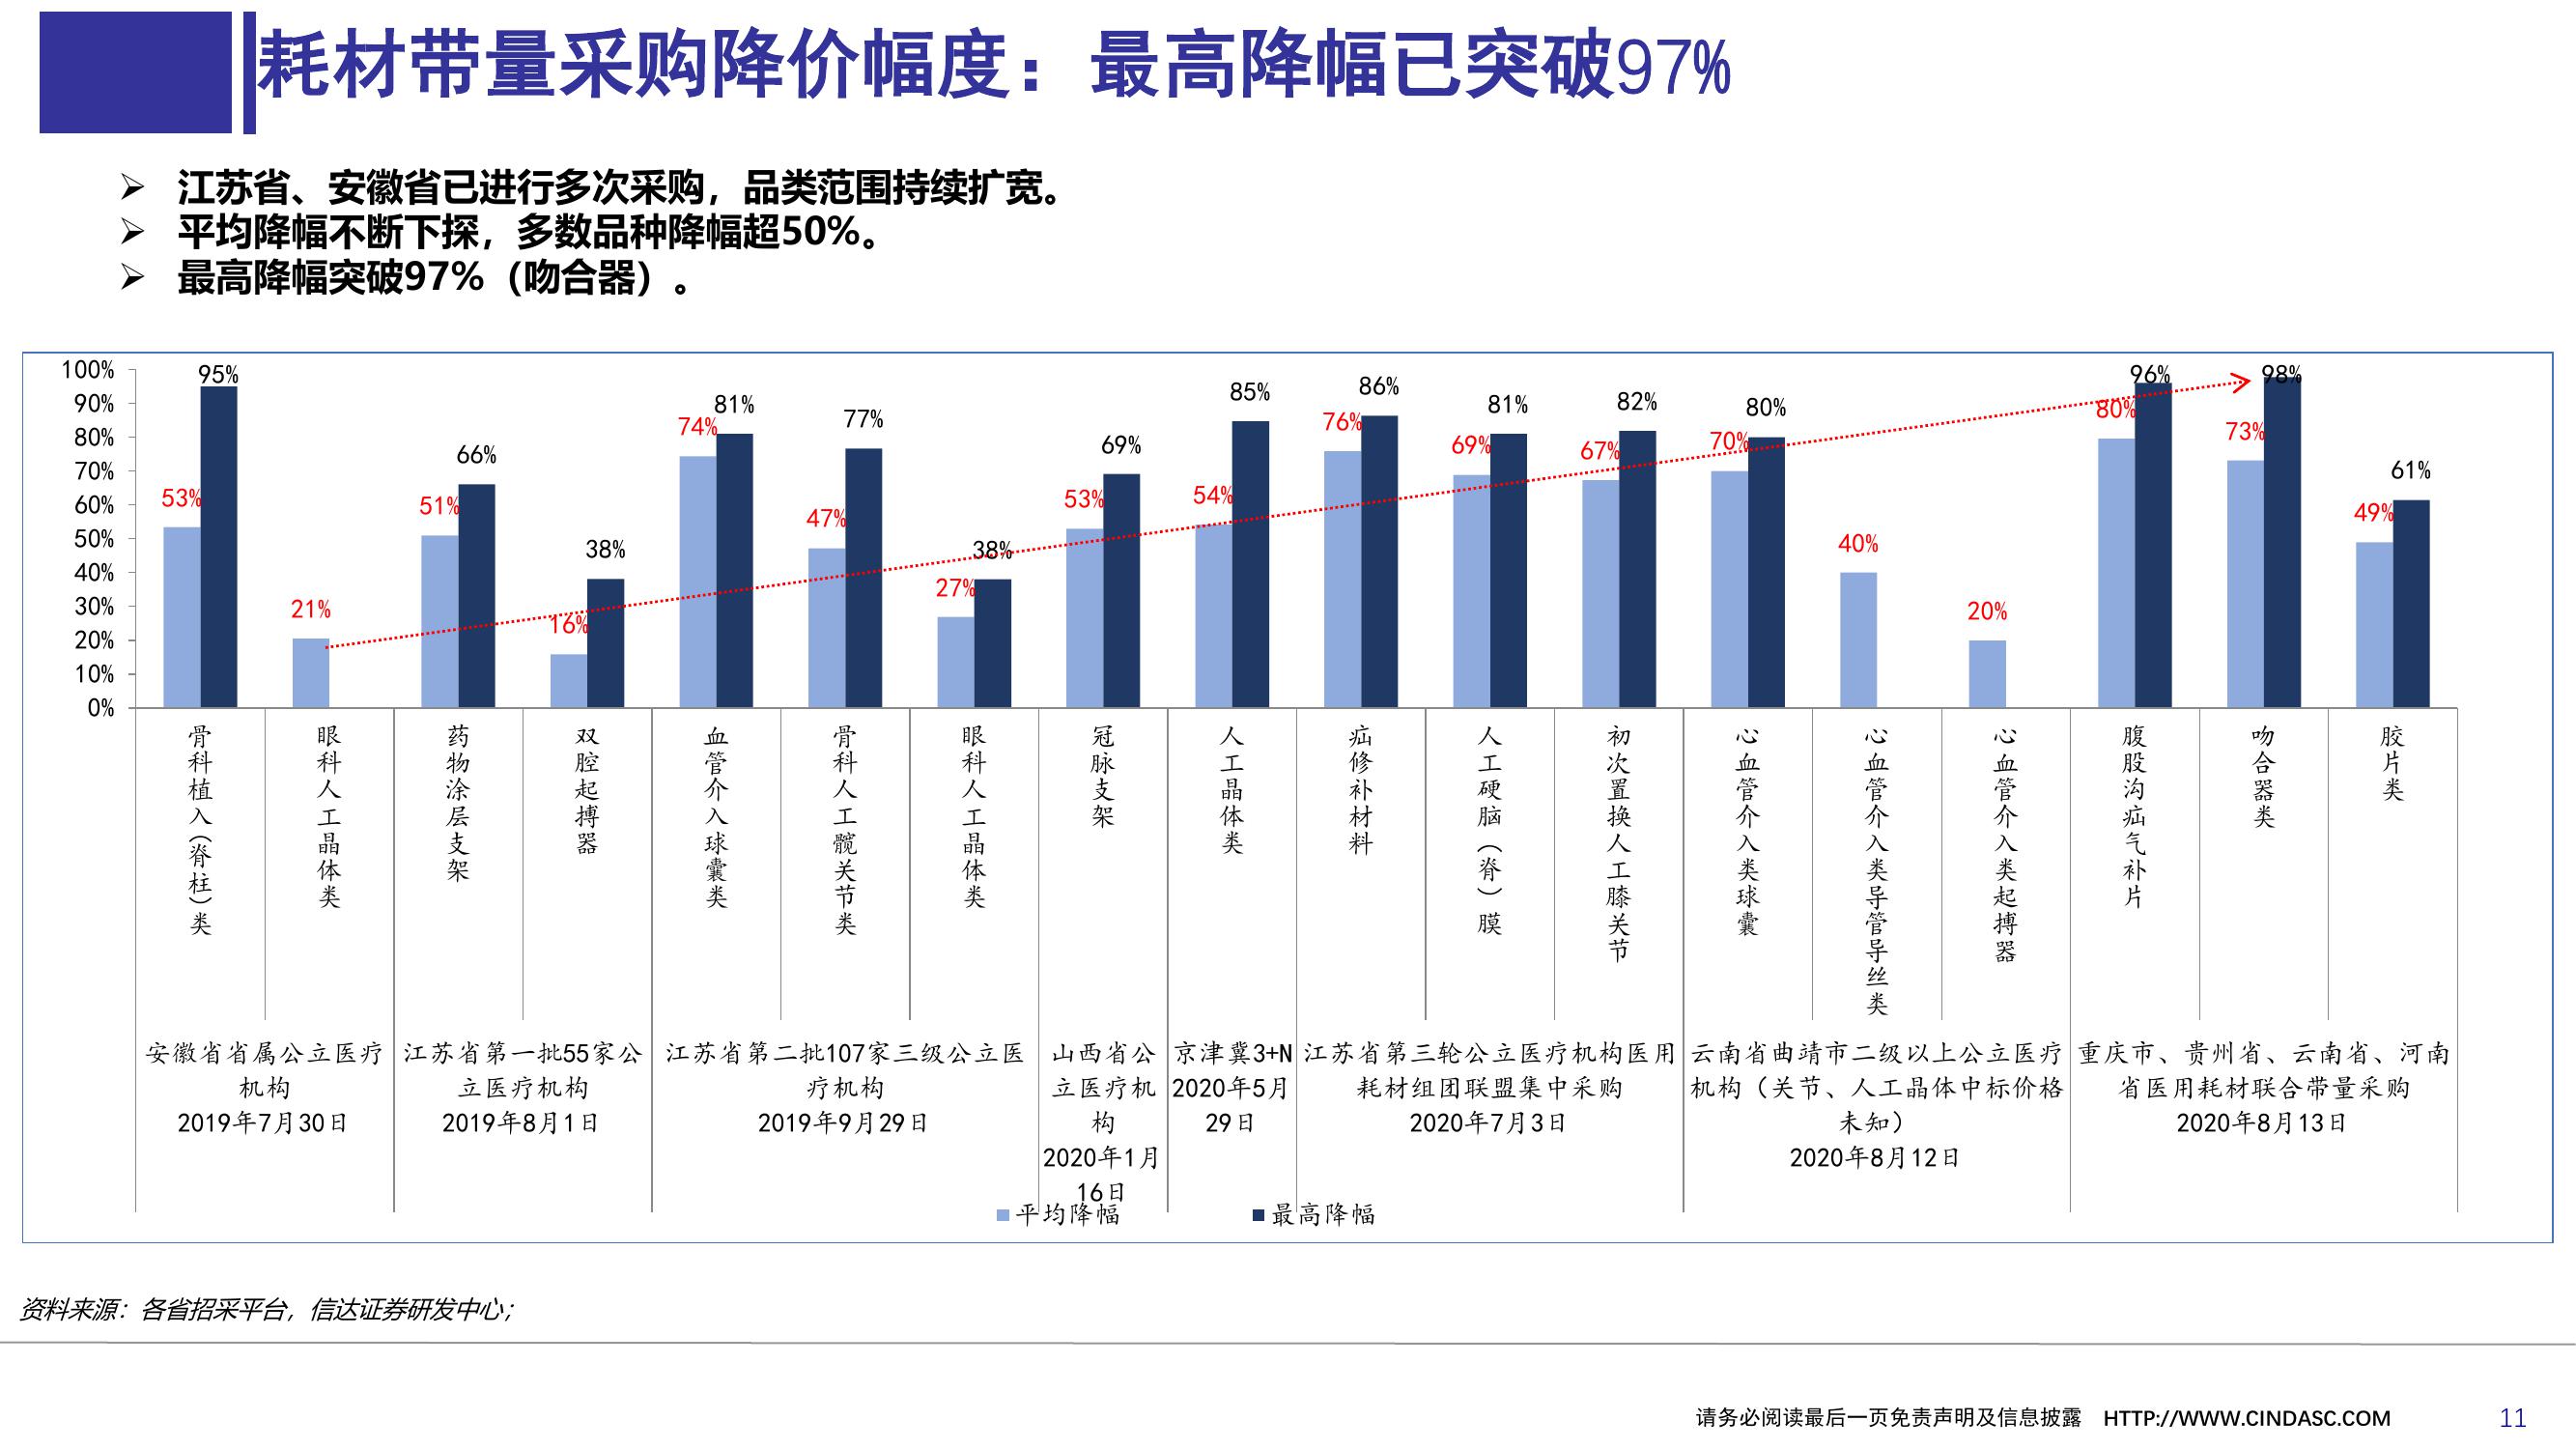 耗材带量采购降价幅度：最高降幅已突破97%
➢ 江苏省、安徽省已进行多次采购，品类范围持续扩宽。
➢ 平均降幅不断下探，多数品种降幅超50%。
➢ 最高降幅突破97%（吻合器）。
100%
90%
80%
70%
60%
50%
40%
30%
20%
10%
0%
53% 95%
21%
51% 66%
16% 38%
74% 81%
47% 77%
27% 38%
53% 69%
54% 85%
76% 86%
69% 81%
67% 82%
70% 80%
40%
20%
80% 96%
73% 98%
49% 61%
骨科植入（脊柱）类
眼科人工晶体类
药物涂层支架
双腔起搏器
血管介入球囊类
骨科人工髋关节类
眼科人工晶体类
冠脉支架
人工晶体类
疝修补材料
人工硬脑（脊）膜
初次置换人工膝关节
心血管介入类球囊
心血管介入类导管导丝类
心血管介入类起搏器
腹股沟疝气补片
吻合器类
胶片类
安徽省省属公立医疗
机构
2019年7月30日
江苏省第一批55家公
立医疗机构
2019年8月1日
江苏省第二批107家三级公立医
疗机构
2019年9月29日
山西省公
立医疗机
构
2020年1月
16日
京津冀3+N
2020年5月
29日
江苏省第三轮公立医疗机构医用
耗材组团联盟集中采购
2020年7月3日
云南省曲靖市二级以上公立医疗
机构（关节、人工晶体中标价格
未知）
2020年8月12日
重庆市、贵州省、云南省、河南
省医用耗材联合带量采购
2020年8月13日
平均降幅 最高降幅
资料来源：各省招采平台，信达证券研发中心；
请务必阅读最后一页免责声明及信息披露 HTTP://WWW.CINDASC.COM 11